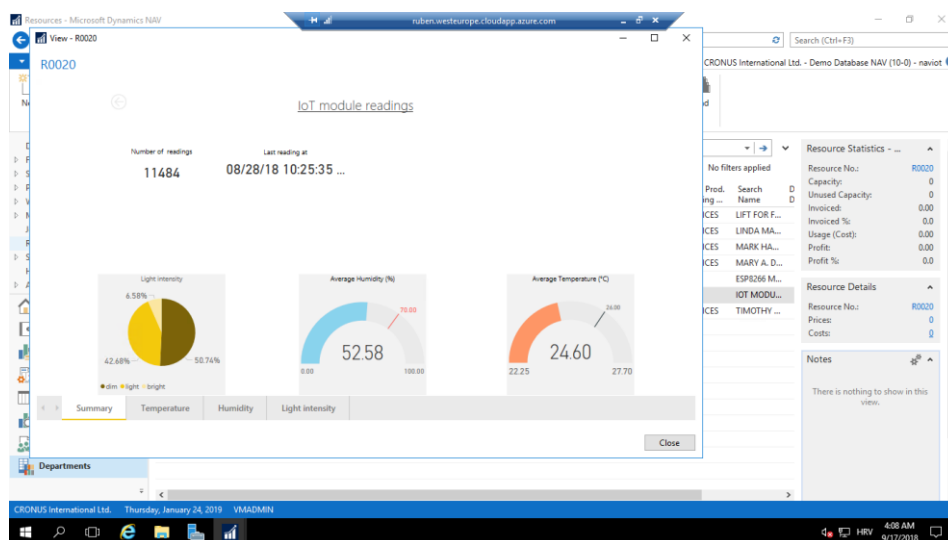 Resources - Microsoft Dynamics NAV
ruben.westeurope.cloudapp.azure.com
View - R0020
Search (Ctrl+F3)
R0020
CRONUS International Ltd. - Demo Database NAV (10-0) - naviot
IoT module readings
Number of readings
Last reading at
11484
08/28/18 10:25:35 ...
No filters applied
Prod.
Search
Name
ICES LIFT FOR F...
ICES LINDA MA...
ICES MARK HA...
ICES MARY A. D...
ESP8266 M...
IOT MODU...
ICES TIMOTHY ...
Resource Statistics - ...
Resource No.: R0020
Capacity: 0
Unused Capacity: 0
Invoiced: 0.00
Invoiced %: 0.0
Usage (Cost): 0.00
Profit: 0.00
Profit %: 0.0
Resource Details
Resource No.: R0020
Prices: 0
Costs: 0
Notes
There is nothing to show in this
view.
Light intensity
6.58%
42.68%
50.74%
dim light bright
Average Humidity (%)
70.00
52.58
0.00
100.00
Average Temperature (°C)
26.00
24.60
22.25
27.70
Summary Temperature Humidity Light intensity
Close
Departments
CRONUS International Ltd. Thursday, January 24, 2019 VMADMIN
HRV
4:08 AM
9/17/2018